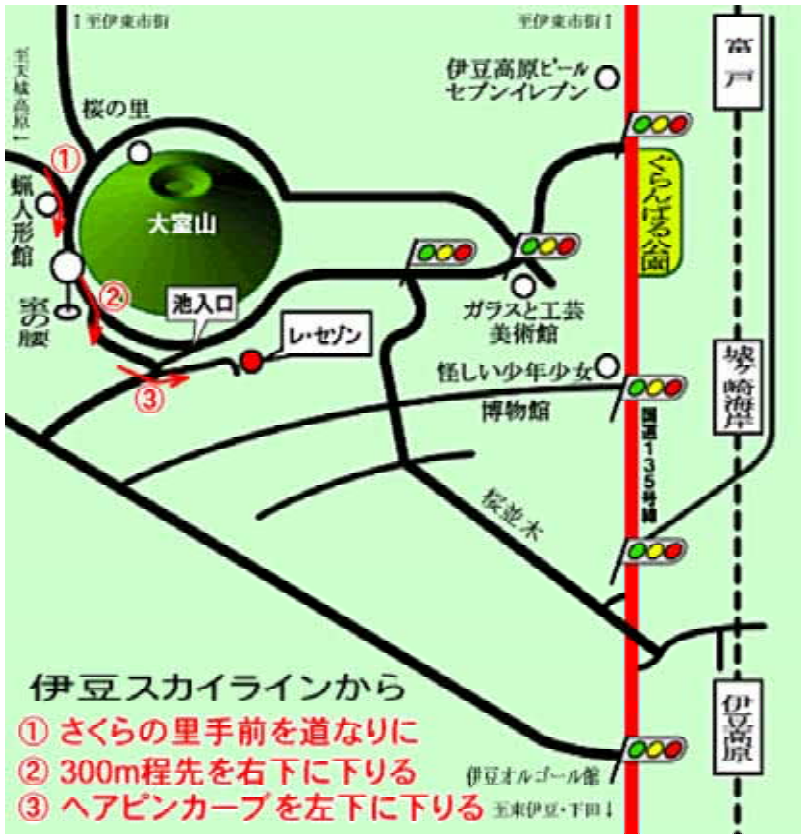 ↑至伊東市街
至伊東市街↑
至天城高原←
桜の里
伊豆高原ビール
セブンイレブン
富戸
①
蝋人形館
大室山
ぐらんぱる公園
②
室の腰
池入口
レ・セゾン
ガラスと工芸
美術館
③
怪しい少年少女
博物館
城ヶ崎海岸
国道135号線
桜並木
伊豆高原
伊豆スカイラインから
① さくらの里手前を道なりに
② 300m程先を右下に下りる
③ ヘアピンカーブを左下に下りる
伊豆オルゴール館
至東伊豆・下田↓